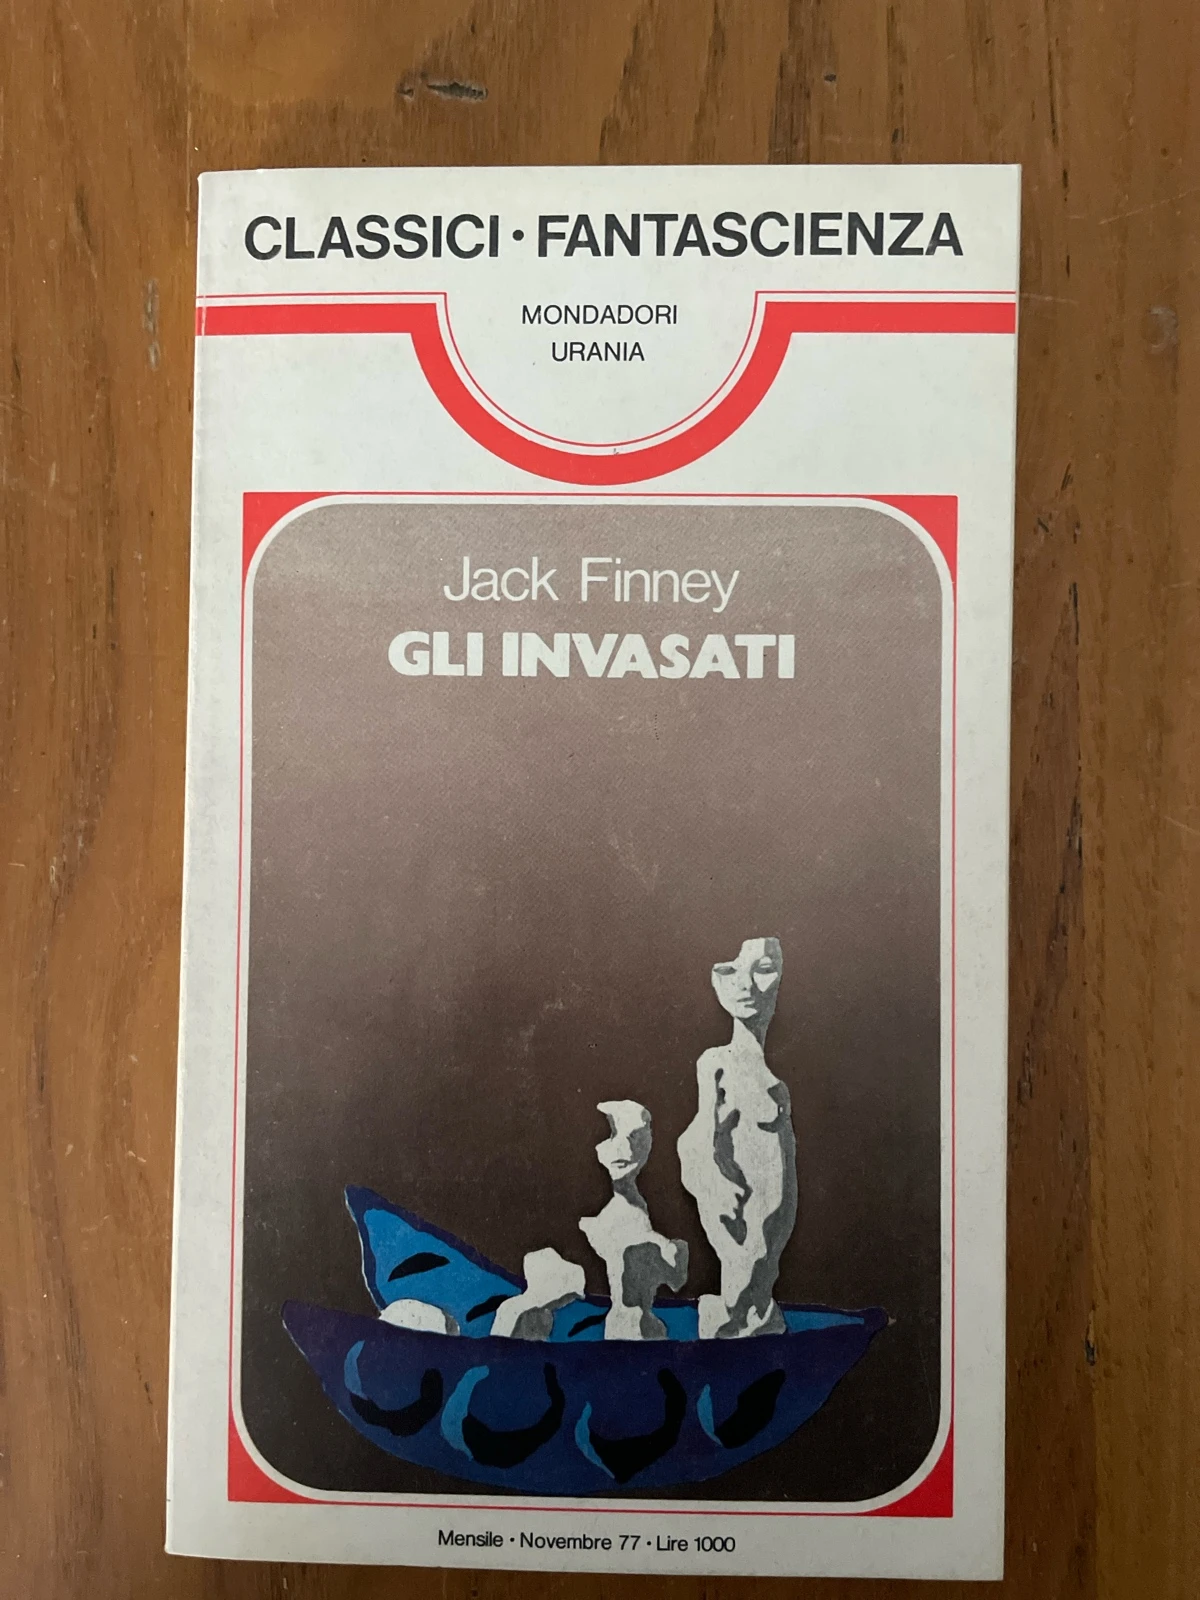 CLASSICI • FANTASCIENZA
MONDADORI
URANIA
Jack Finney
GLI INVASATI
Mensile • Novembre 77 • Lire 1000